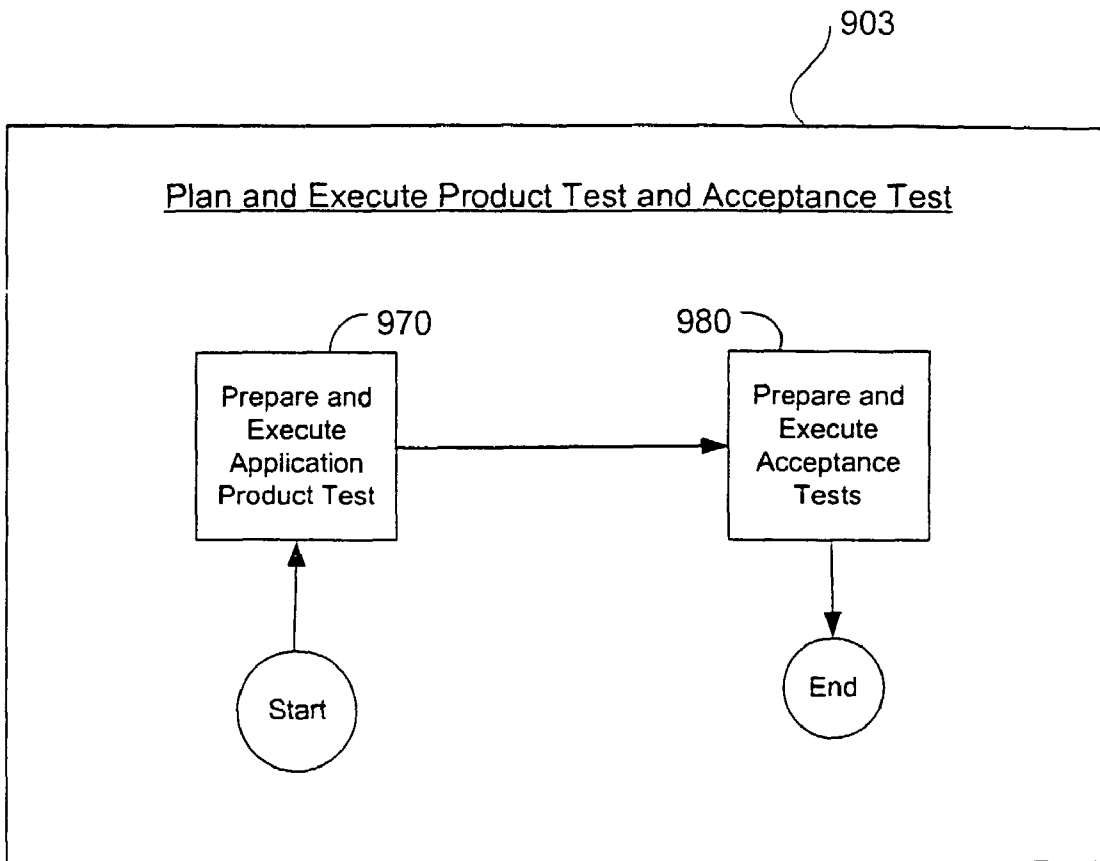 903
Plan and Execute Product Test and Acceptance Test
970
980
Prepare and
Execute
Application
Product Test
Prepare and
Execute
Acceptance
Tests
Start
End